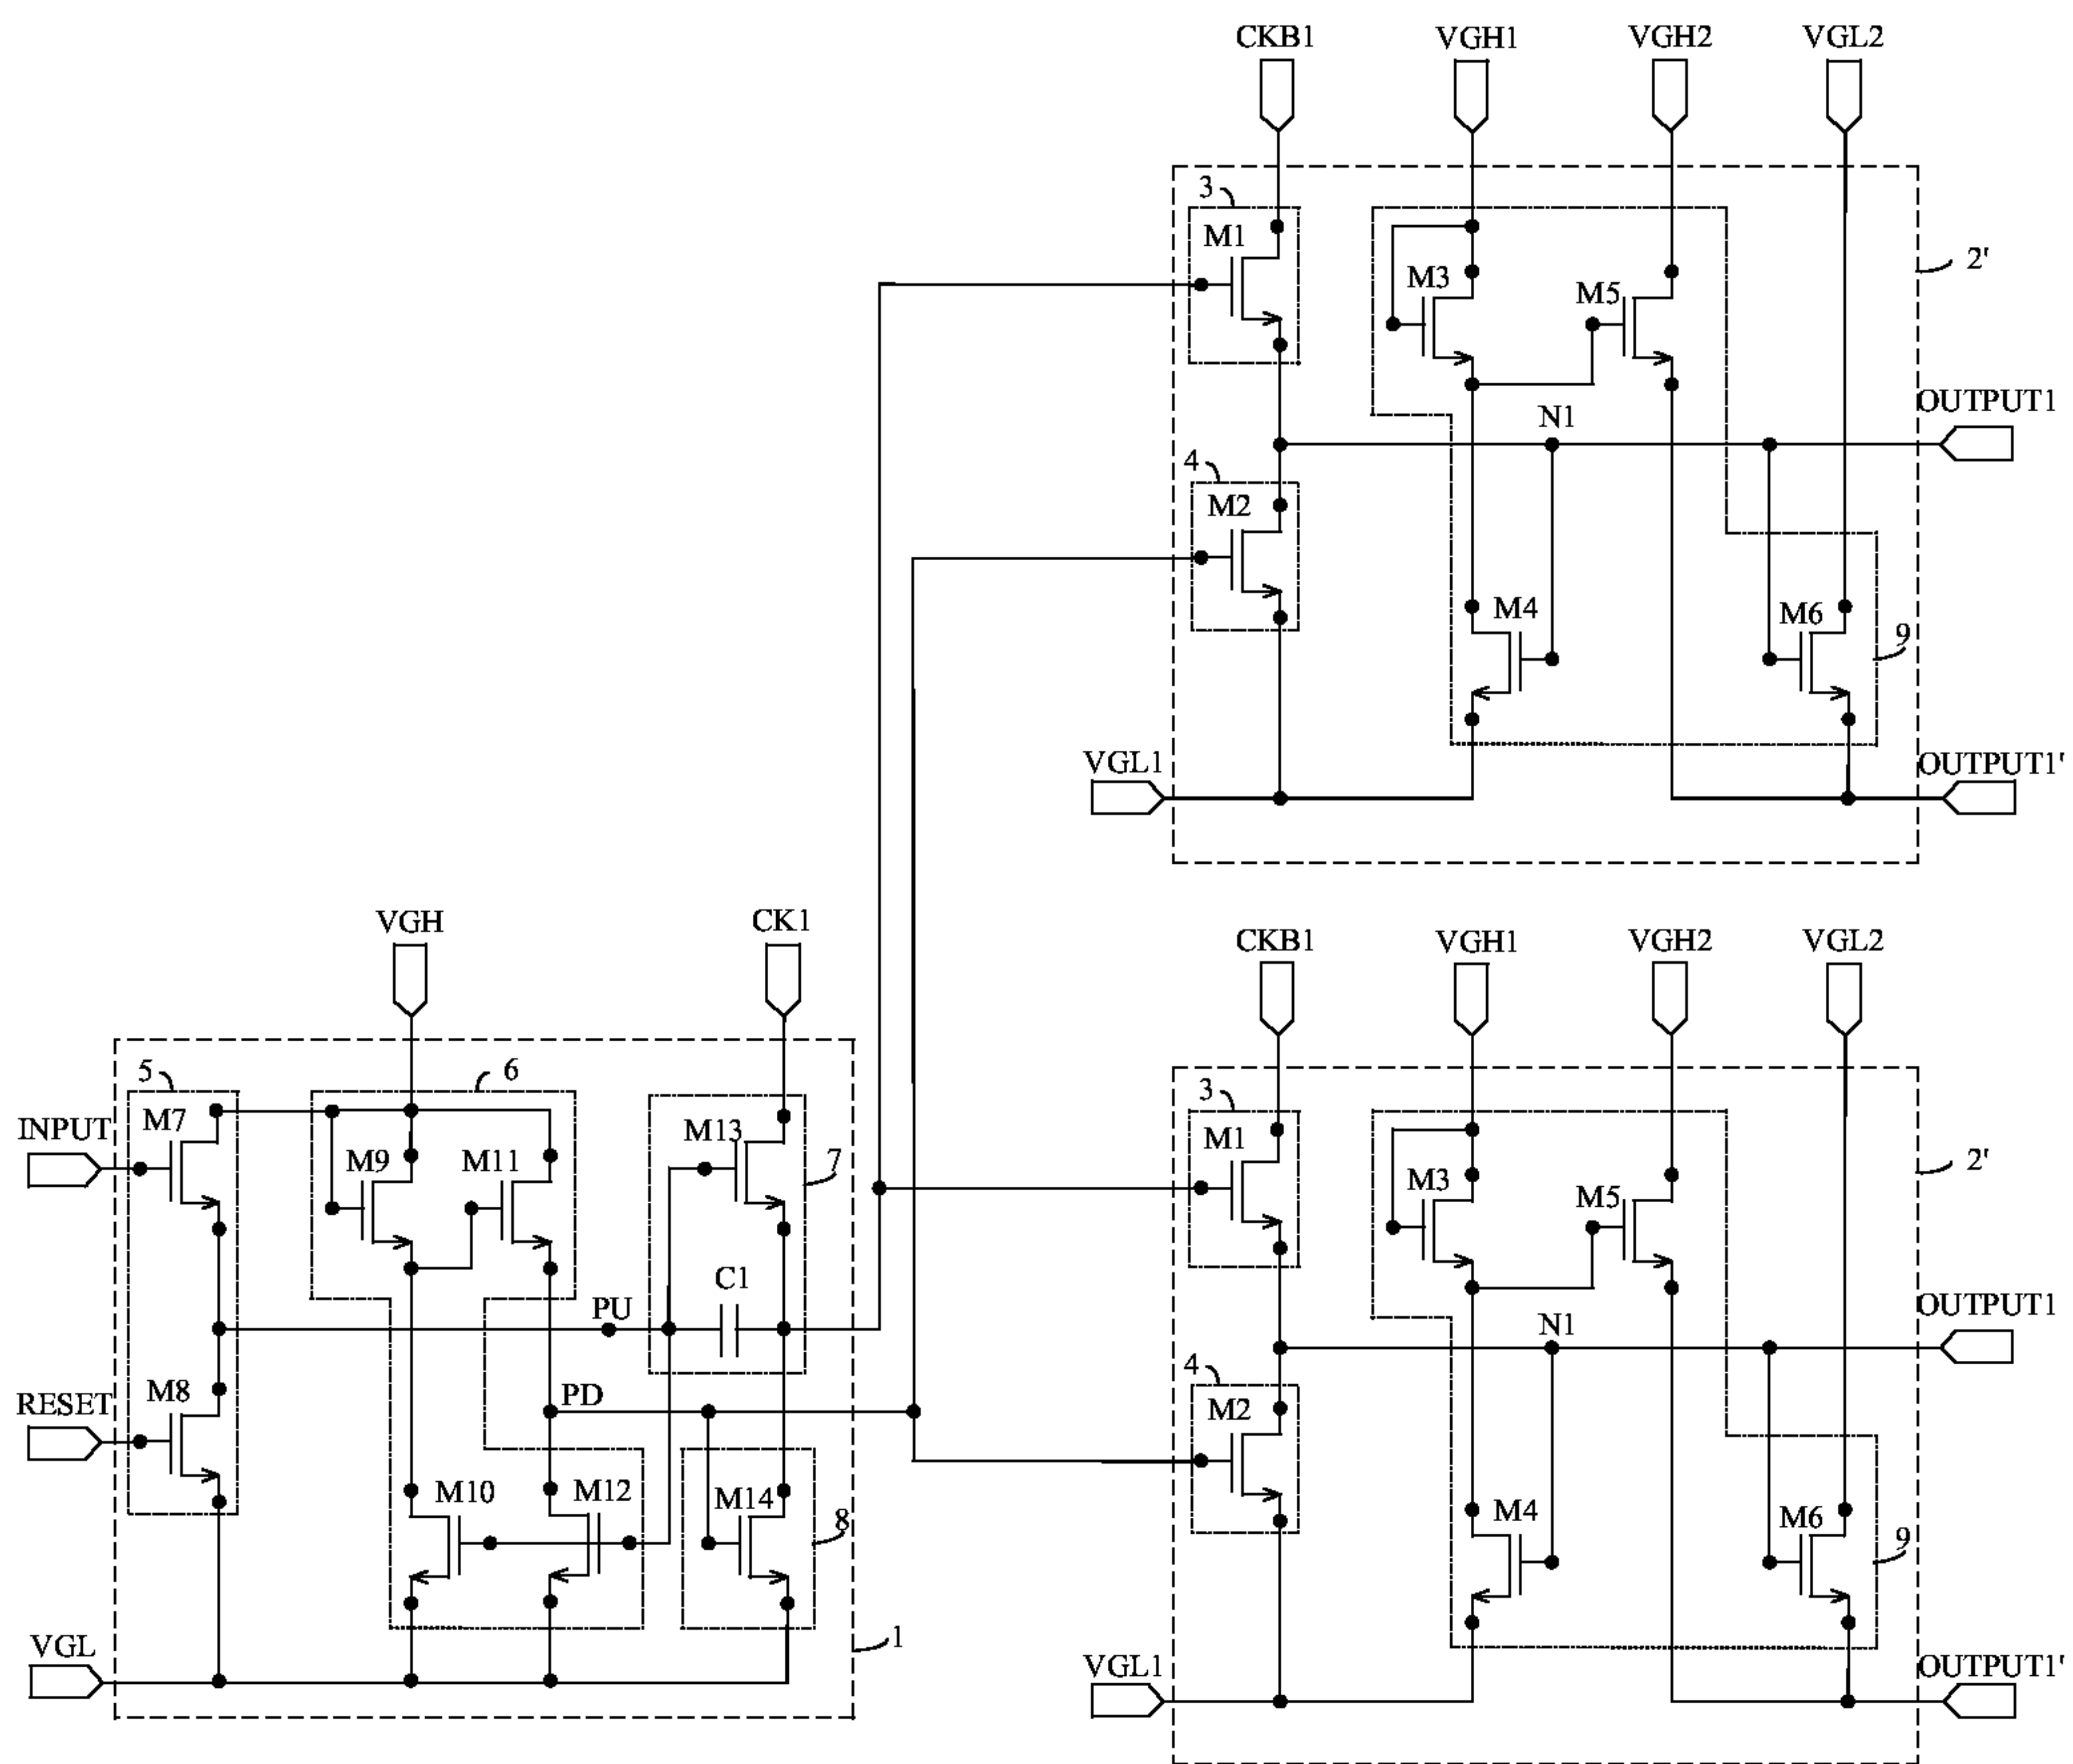 CKB1 VGH1 VGH2 VGL2
3
M1
2'
M3 M5
OUTPUT1
N1
4
M2
M4 M6
9
VGL1 OUTPUT1'
VGH CK1
CKB1 VGH1 VGH2 VGL2
5 6
3
INPUT M7 M13
M1
M9 M11 7
2'
M3 M5
C1
PU
OUTPUT1
N1
RESET M8 PD
4
M2
M10 M12 M14 8
M4 M6
9
VGL 1
VGL1 OUTPUT1'